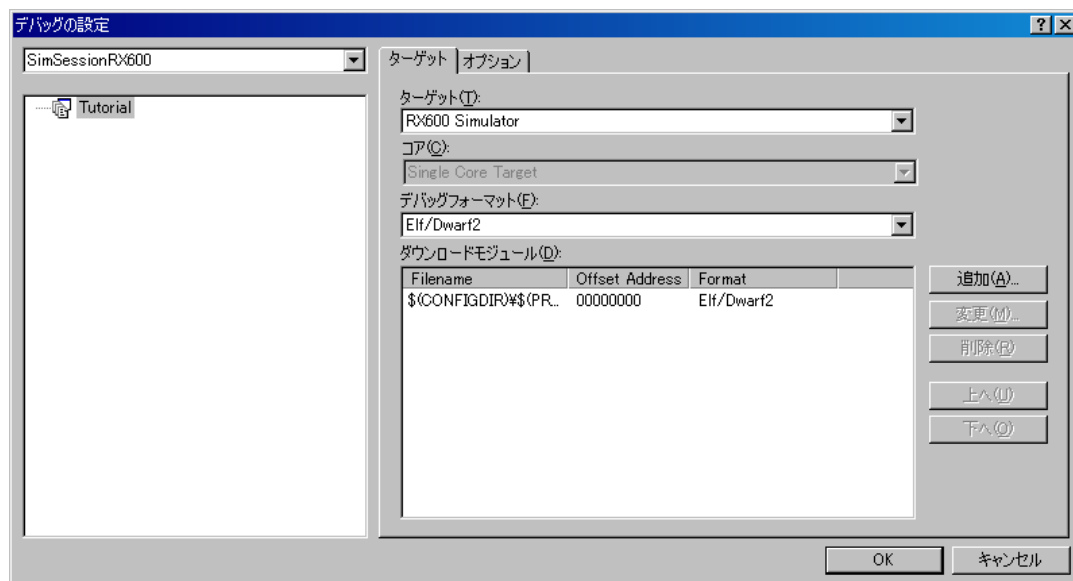 デバッグの設定
SimSessionRX600
Tutorial
ターゲット オプション
ターゲット(T):
RX600 Simulator
コア(C):
Single Core Target
デバッグフォーマット(F):
Elf/Dwarf2
ダウンロードモジュール(D):
Filename Offset Address Format
$(CONFIGDIR)¥$(PR... 00000000 Elf/Dwarf2
追加(A)...
変更(M)...
削除(R)
上へ(U)
下へ(O)
OK キャンセル